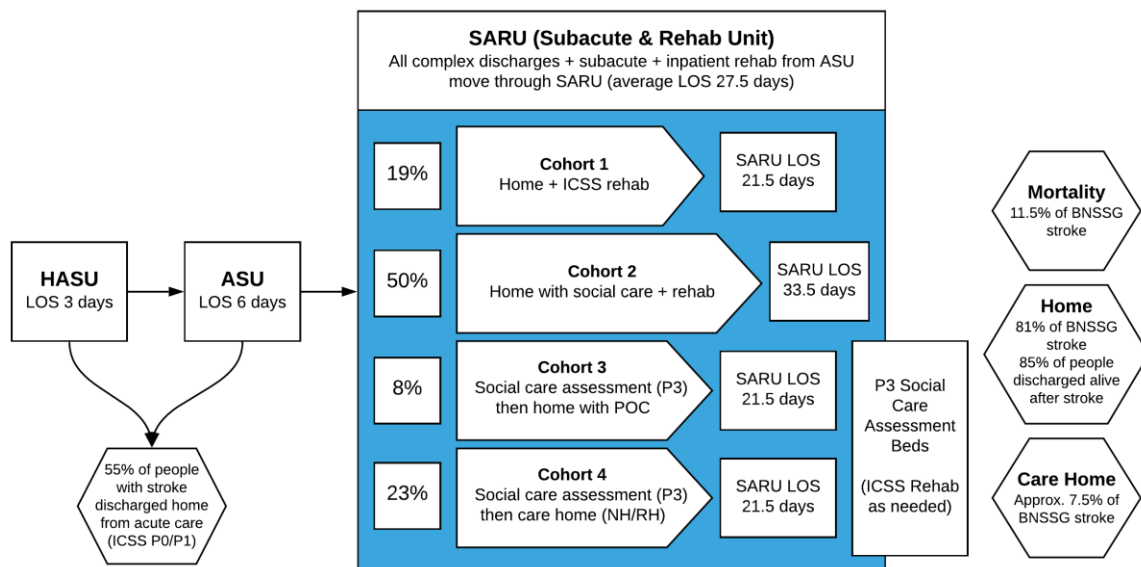 SARU (Subacute & Rehab Unit)
All complex discharges + subacute + inpatient rehab from ASU
move through SARU (average LOS 27.5 days)
HASU
LOS 3 days
ASU
LOS 6 days
55% of people
with stroke
discharged home
from acute care
(ICSS P0/P1)
19%
Cohort 1
Home + ICSS rehab
SARU LOS
21.5 days
50%
Cohort 2
Home with social care + rehab
SARU LOS
33.5 days
8%
Cohort 3
Social care assessment (P3)
then home with POC
SARU LOS
21.5 days
23%
Cohort 4
Social care assessment (P3)
then care home (NH/RH)
SARU LOS
21.5 days
P3 Social
Care
Assessment
Beds
(ICSS Rehab
as needed)
Mortality
11.5% of BNSSG
stroke
Home
81% of BNSSG
stroke
85% of people
discharged alive
after stroke
Care Home
Approx. 7.5% of
BNSSG stroke